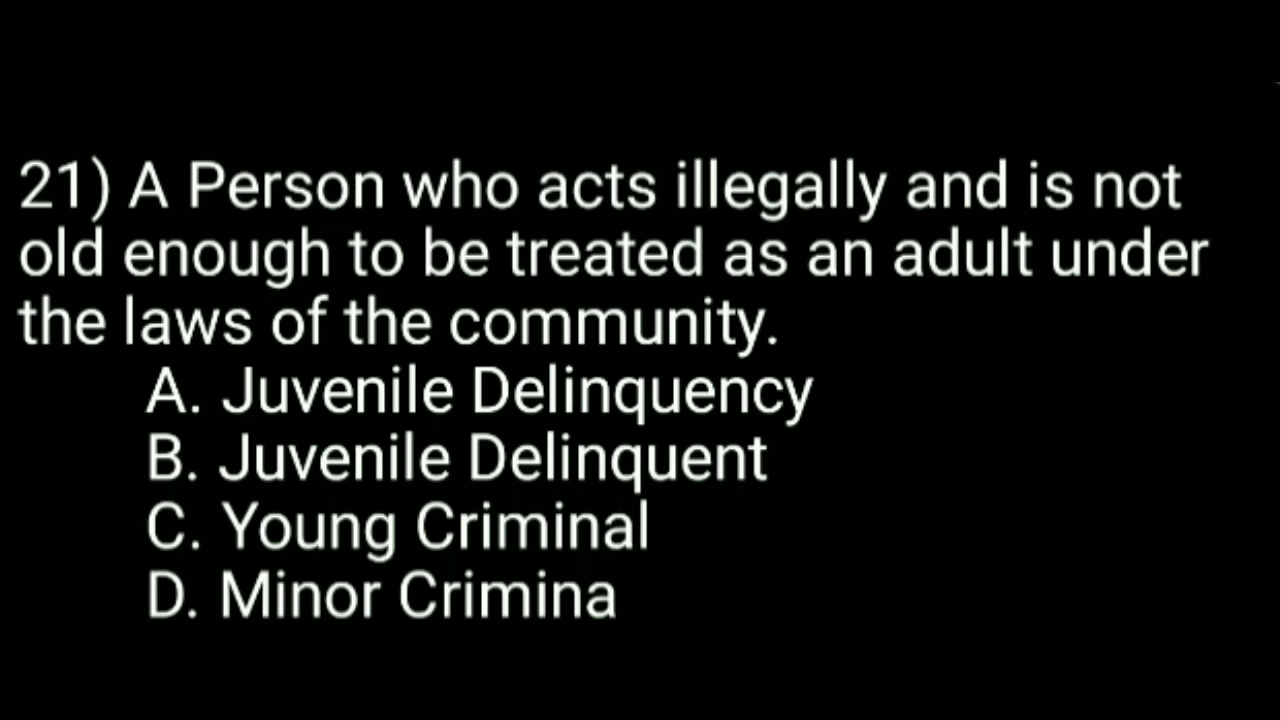 21) A Person who acts illegally and is not
old enough to be treated as an adult under
the laws of the community.
A. Juvenile Delinquency
B. Juvenile Delinquent
C. Young Criminal
D. Minor Crimina